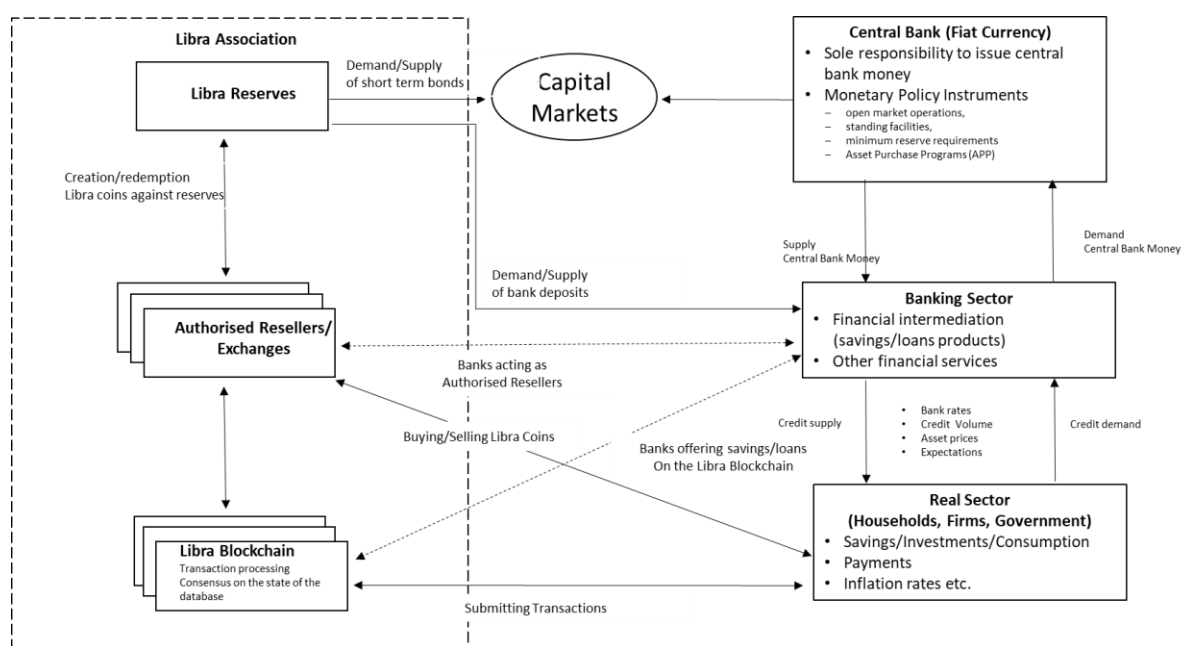 Libra Association
Libra Reserves
Demand/Supply
of short term bonds
Capital
Markets
Central Bank (Fiat Currency)
• Sole responsibility to issue central
bank money
• Monetary Policy Instruments
– open market operations,
– standing facilities,
– minimum reserve requirements
– Asset Purchase Programs (APP)
Creation/redemption
Libra coins against reserves
Supply
Central Bank Money
Demand
Central Bank Money
Demand/Supply
of bank deposits
Authorised Resellers/
Exchanges
Banking Sector
• Financial intermediation
(savings/loans products)
• Other financial services
Banks acting as
Authorised Resellers
Buying/Selling Libra Coins
Banks offering savings/loans
On the Libra Blockchain
Credit supply
• Bank rates
• Credit Volume
• Asset prices
• Expectations
Credit demand
Libra Blockchain
Transaction processing
Consensus on the state of the
database
Real Sector
(Households, Firms, Government)
• Savings/Investments/Consumption
• Payments
• Inflation rates etc.
Submitting Transactions